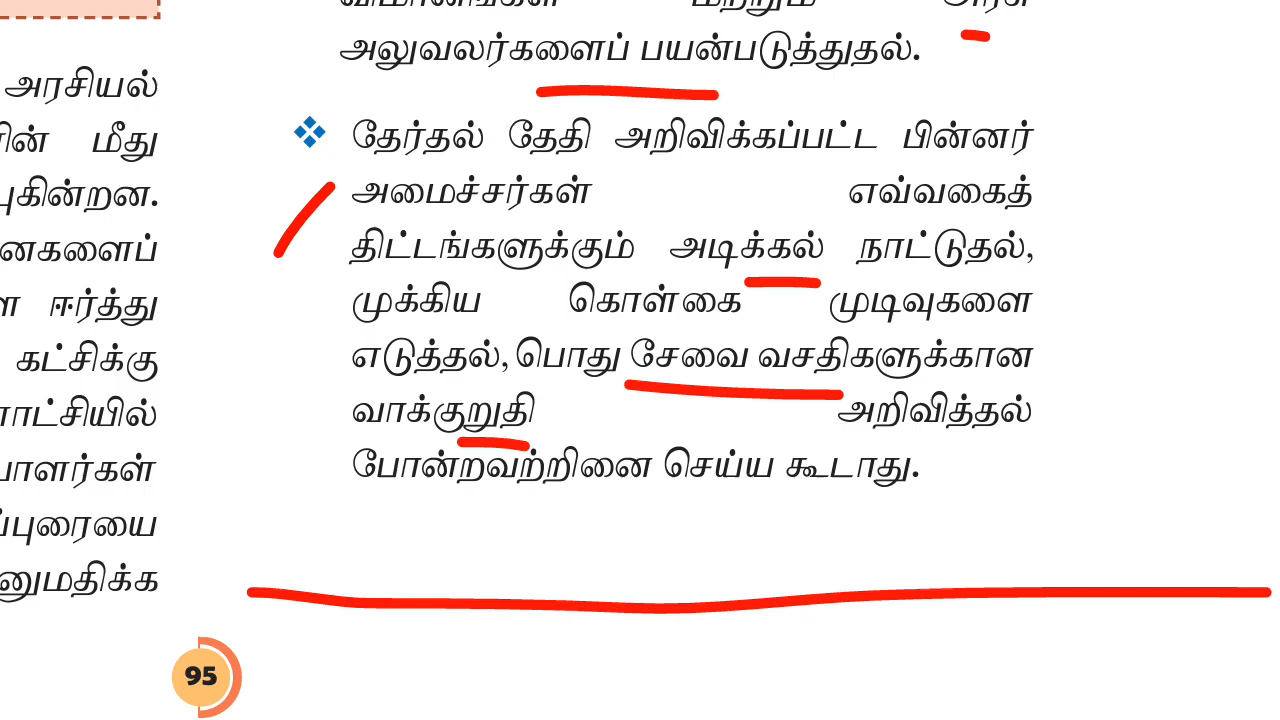 அரசியல்
மீது
ஈர்த்து
கட்சிக்கு
அலுவலர்களைப் பயன்படுத்துதல்.
தேர்தல் தேதி அறிவிக்கப்பட்ட பின்னர்
அமைச்சர்கள் எவ்வகைத்
திட்டங்களுக்கும் அடிக்கல் நாட்டுதல்,
முக்கிய கொள்கை முடிவுகளை
எடுத்தல், பொது சேவை வசதிகளுக்கான
வாக்குறுதி அறிவித்தல்
போன்றவற்றினை செய்ய கூடாது.
95